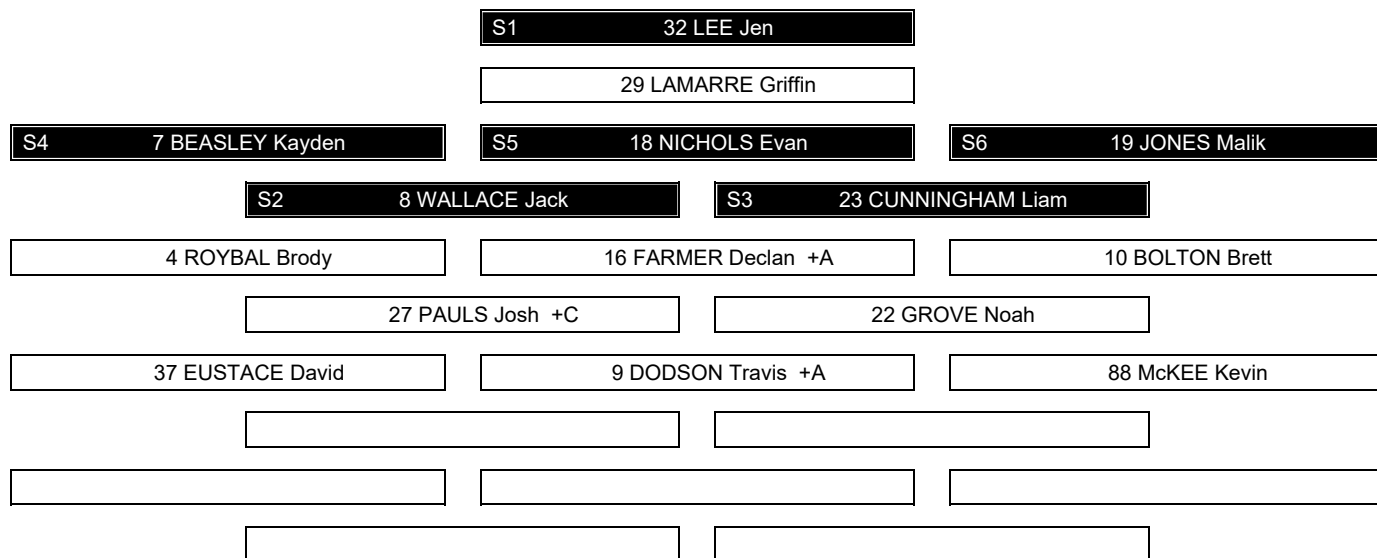 S1 32 LEE Jen
29 LAMARRE Griffin
S4 7 BEASLEY Kayden S5 18 NICHOLS Evan S6 19 JONES Malik
S2 8 WALLACE Jack S3 23 CUNNINGHAM Liam
4 ROYBAL Brody 16 FARMER Declan +A 10 BOLTON Brett
27 PAULS Josh +C 22 GROVE Noah
37 EUSTACE David 9 DODSON Travis +A 88 McKEE Kevin